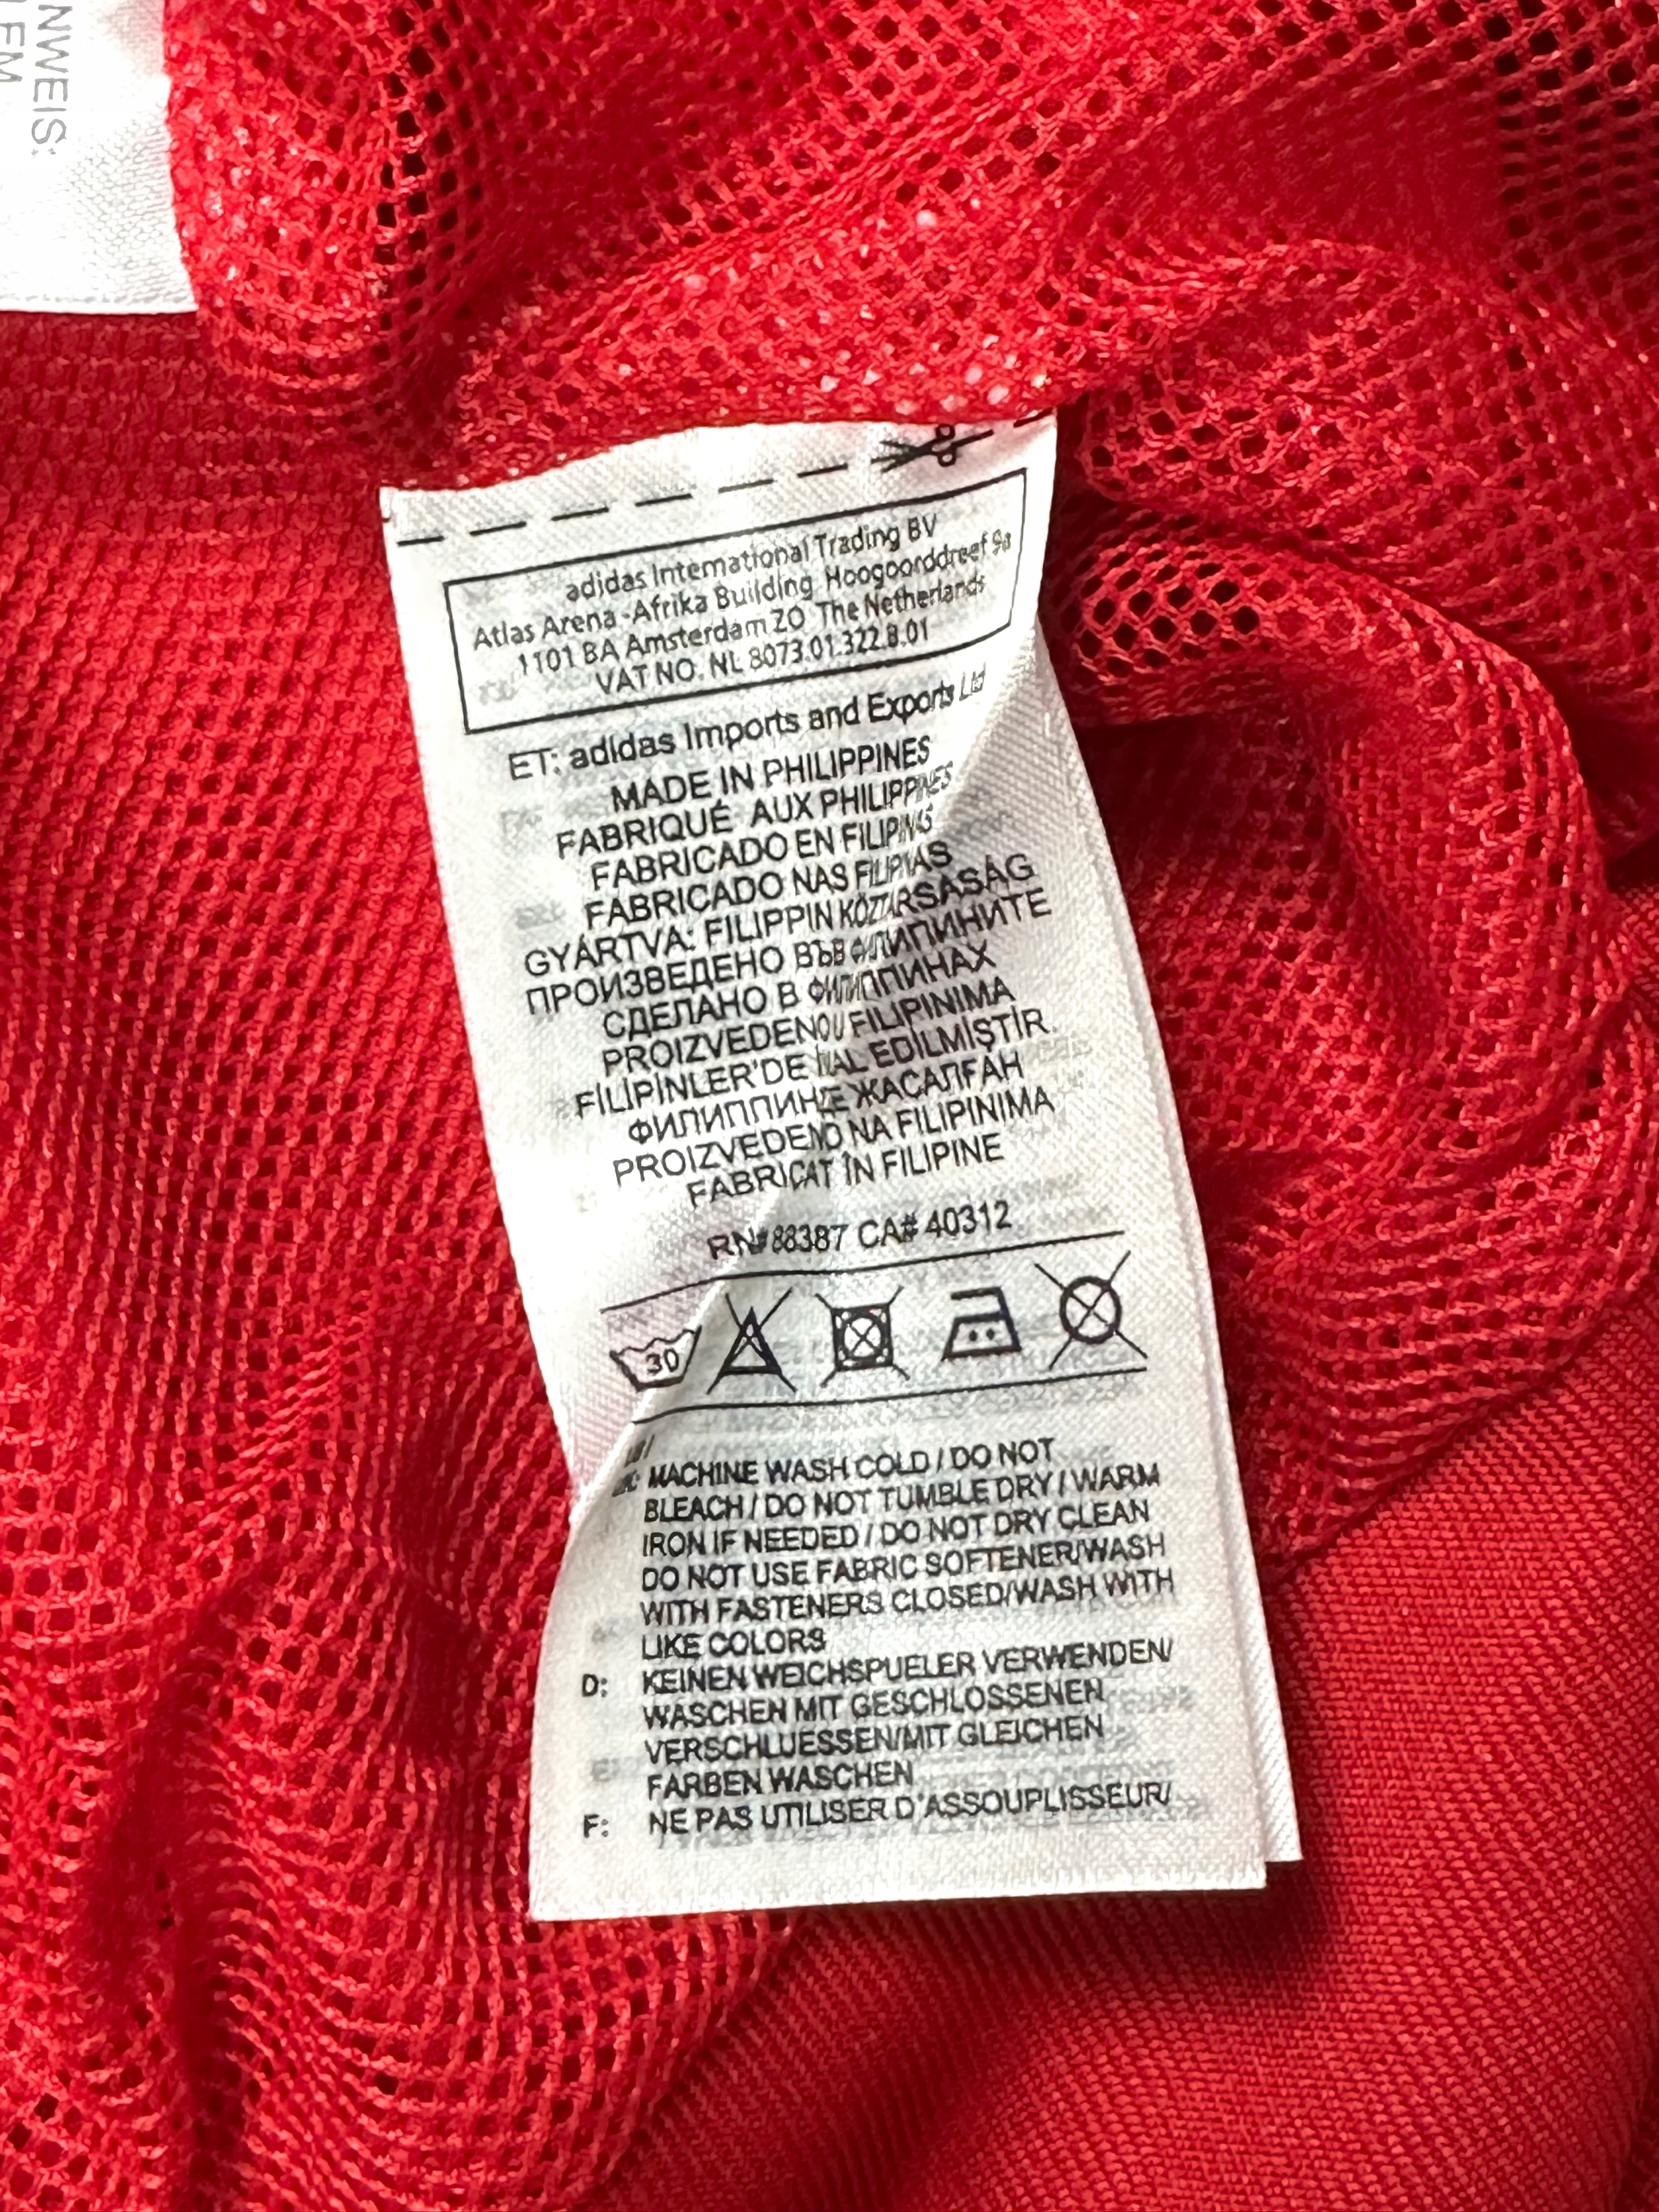 NWEIS:
EM
adidas International Trading BV
Atlas Arena-Afrika Building Hoogoorddreef 9a
1101 BA Amsterdam ZO The Netherlands
VAT NO. NL 8073.01.322.B.01
ET: adidas Imports and Exports Ltd
MADE IN PHILIPPINES
FABRIQUÉ AUX PHILIPPINES
FABRICADO EN FILIPINAS
FABRICADO NAS FILIPINAS
GYÁRTVA: FILIPPIN KÖZTÁRSASÁG
ПРОИЗВЕДЕНО ВЪВ ФИЛИПИНИТЕ
СДЕЛАНО В ФИЛИППИНАХ
PROIZVEDENO U FILIPINIMA
FİLİPİNLER'DE İMAL EDİLMİŞTİR.
ФИЛИППИНДЕ ЖАСАЛҒАН
PROIZVEDENO NA FILIPINIMA
FABRICAT ÎN FILIPINE
RN# 88387 CA# 40312
30
MACHINE WASH COLD / DO NOT
BLEACH / DO NOT TUMBLE DRY / WARM
IRON IF NEEDED / DO NOT DRY CLEAN
DO NOT USE FABRIC SOFTENER/WASH
WITH FASTENERS CLOSED/WASH WITH
LIKE COLORS
D: KEINEN WEICHSPUELER VERWENDEN/
WASCHEN MIT GESCHLOSSENEN
VERSCHLUESSEN/MIT GLEICHEN
FARBEN WASCHEN
F: NE PAS UTILISER D'ASSOUPLISSEUR/